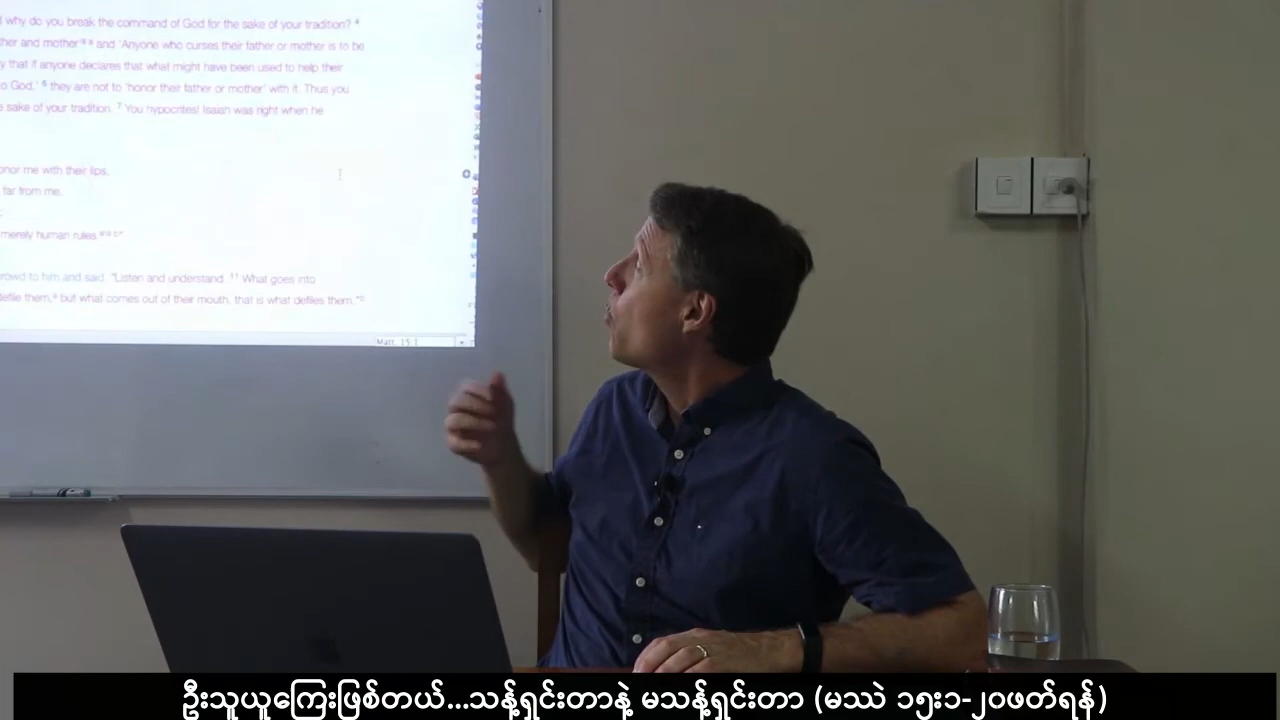 why do you break the command of God for the sake of your tradition? 4
ther and mother' and 'Anyone who curses their father or mother is to be
y that if anyone declares that what might have been used to help their
o God,' 6 they are not to 'honor their father or mother' with it. Thus you
sake of your tradition. 7 You hypocrites! Isaiah was right when he
onor me with their lips,
far from me.
merely human rules.
rowd to him and said, "Listen and understand. 11 What goes into
defile them, but what comes out of their mouth, that is what defiles them."
Matt. 15:1
ဦးသူယူကြေးဖြစ်တယ်...သန့်ရှင်းတာနဲ့ မသန့်ရှင်းတာ (မဿဲ ၁၅း၁-၂၀ဖတ်ရန်)